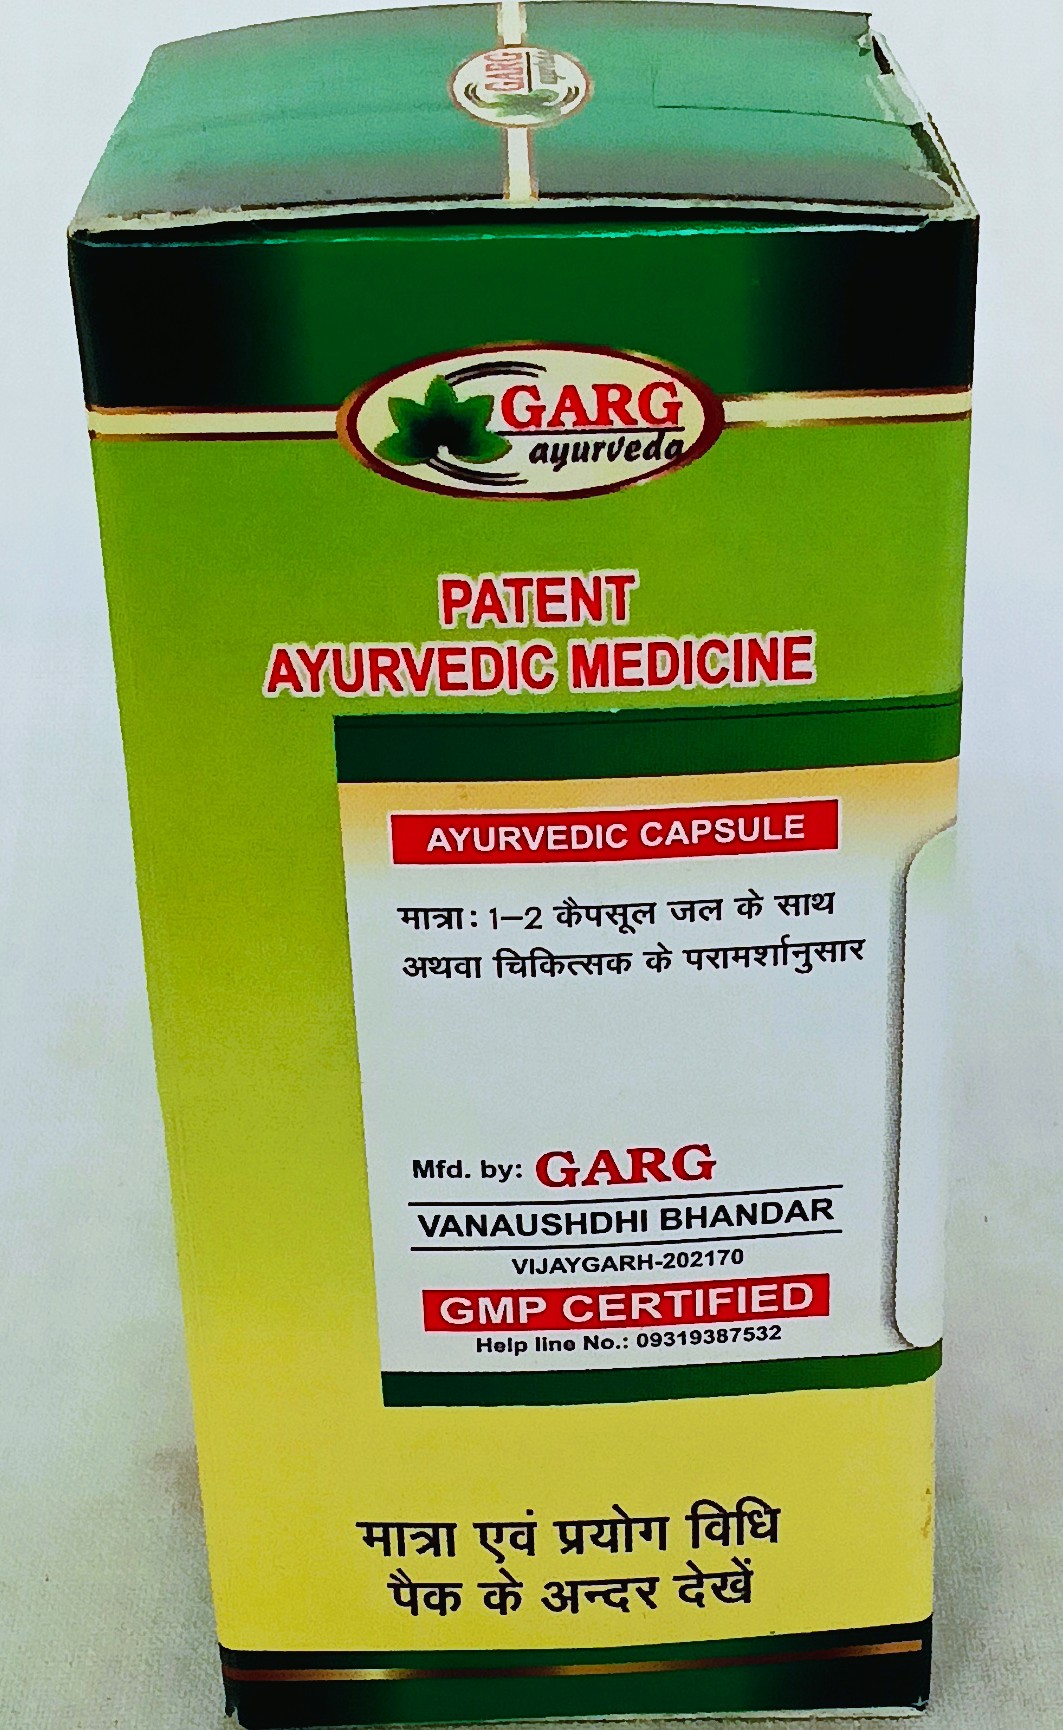 GARG
ayurveda
GARG
ayurveda
PATENT
AYURVEDIC MEDICINE
AYURVEDIC CAPSULE
मात्रा: 1–2 कैपसूल जल के साथ
अथवा चिकित्सक के परामर्शानुसार
Mfd. by: GARG
VANAUSHDHI BHANDAR
VIJAYGARH-202170
GMP CERTIFIED
Help line No.: 09319387532
मात्रा एवं प्रयोग विधि
पैक के अन्दर देखें